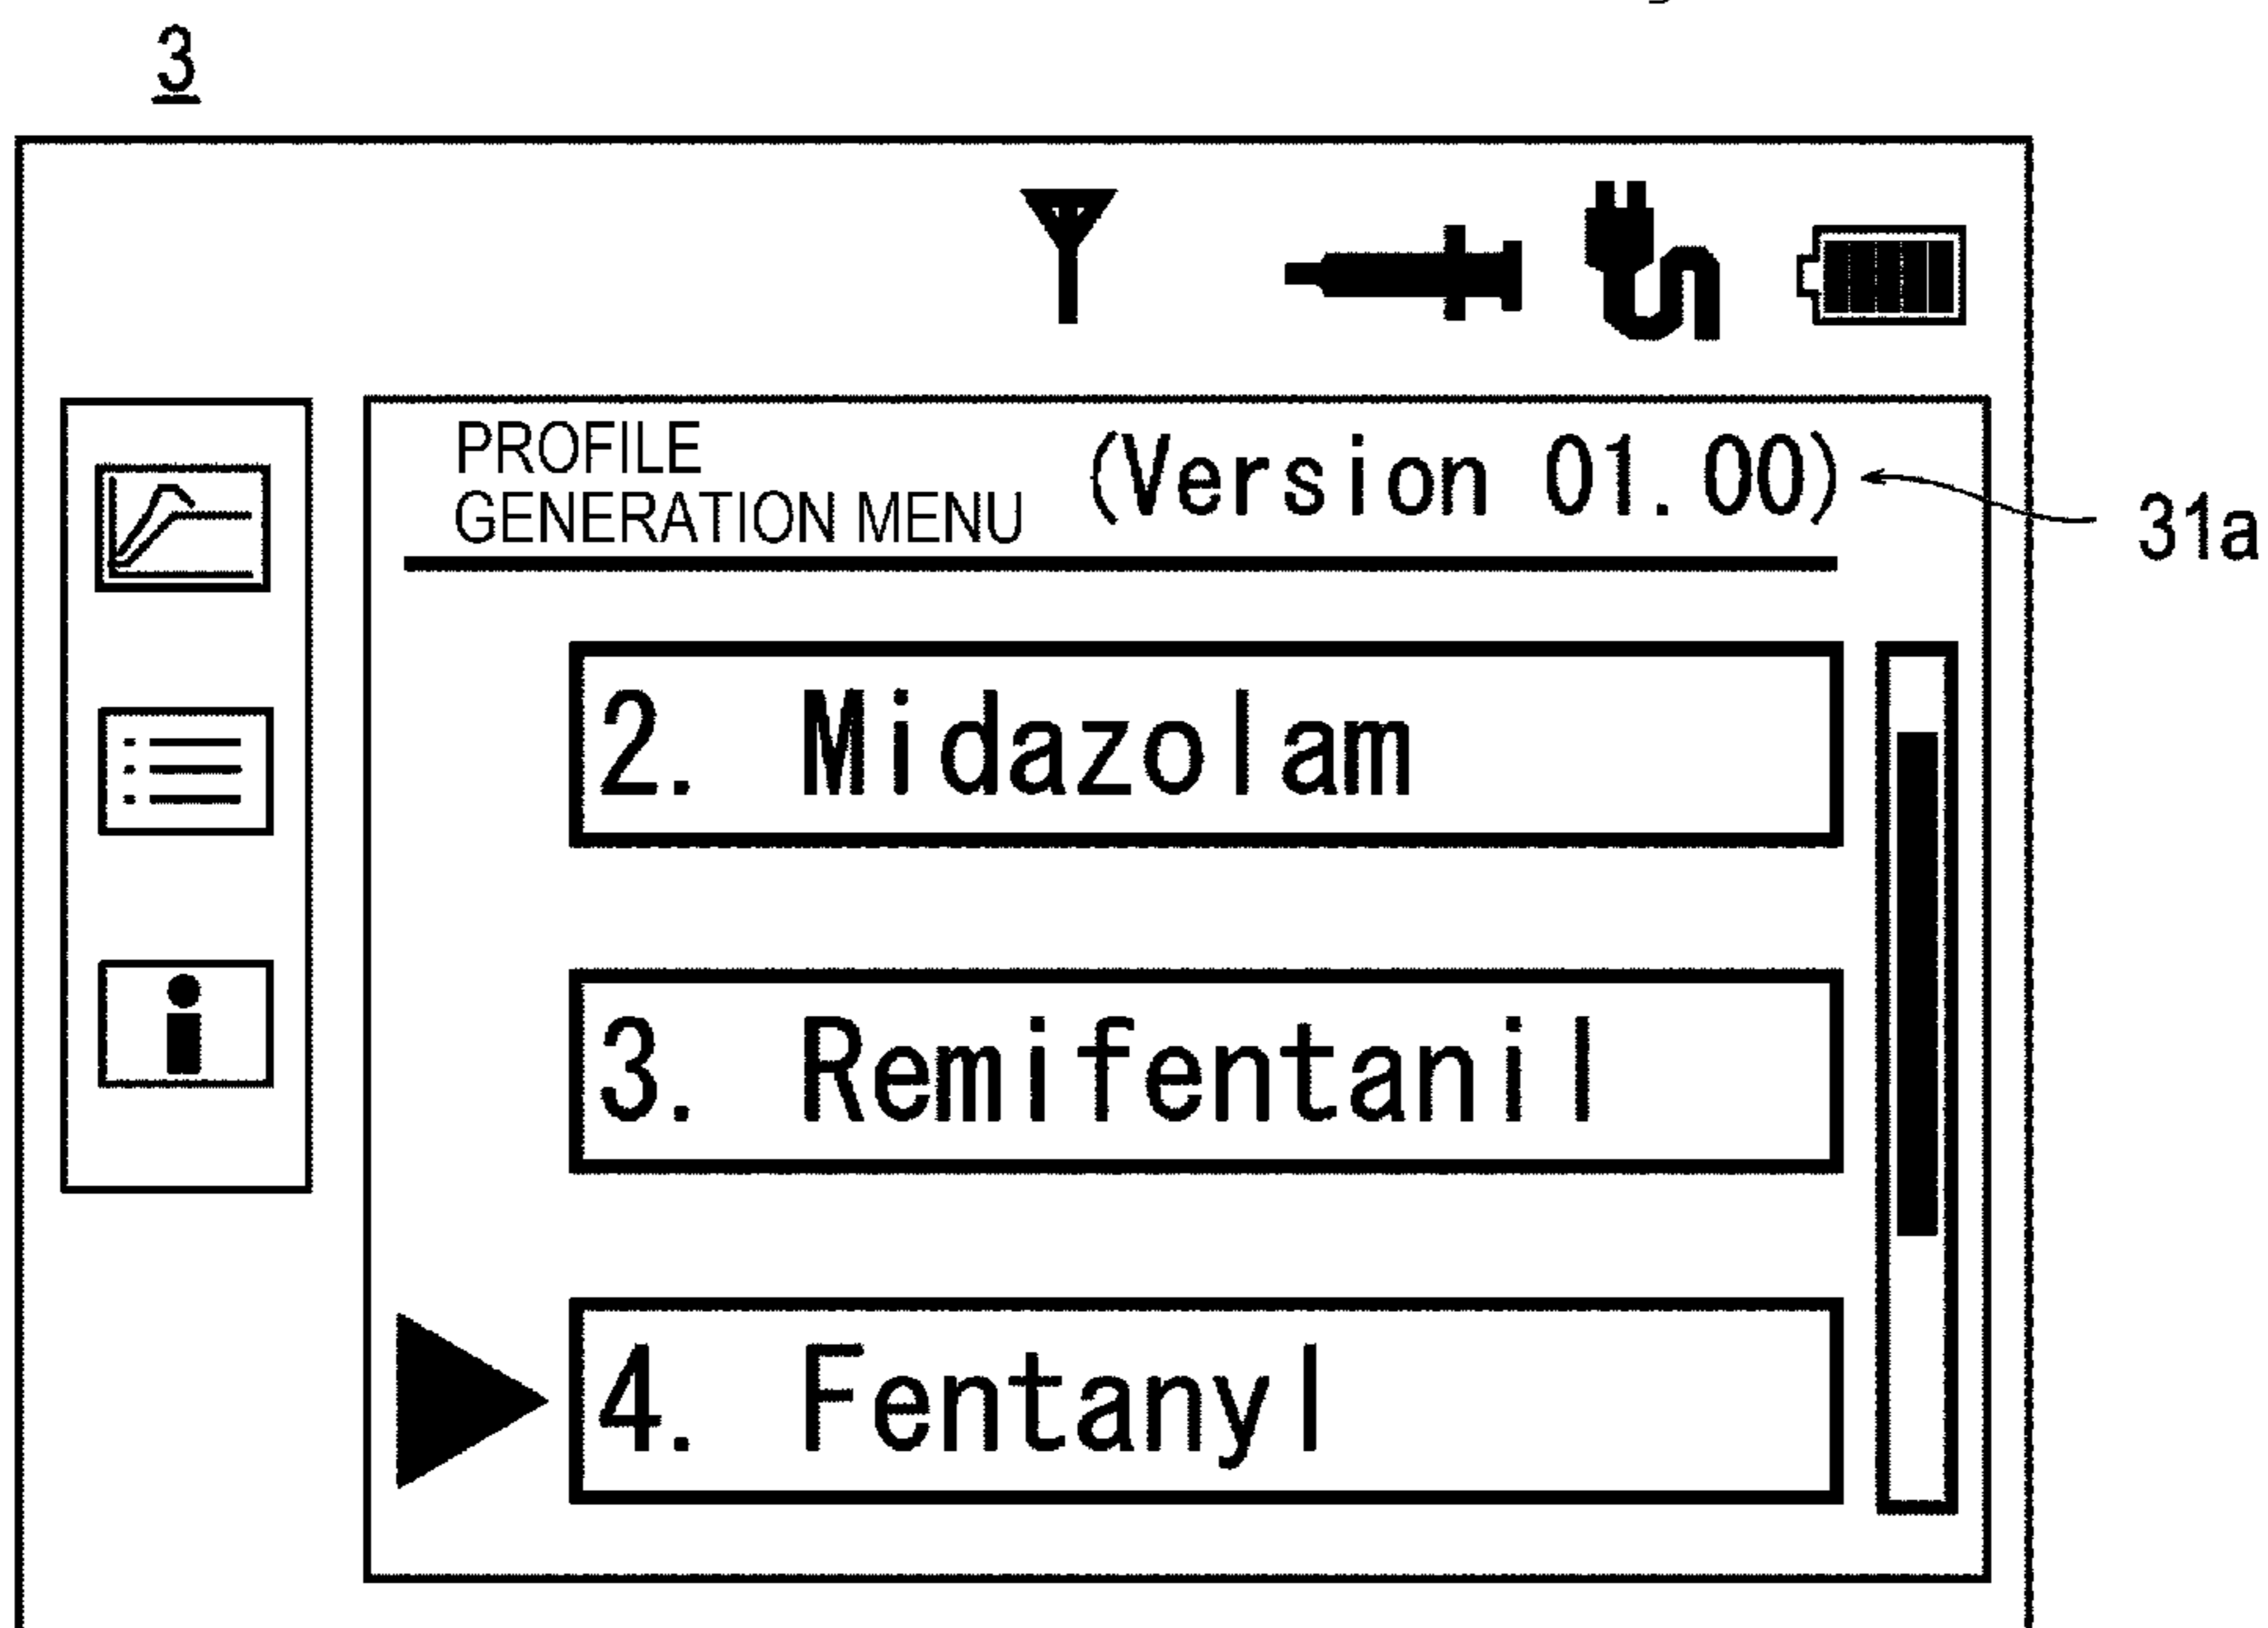 3
PROFILE
GENERATION MENU
(Version 01.00)
31a
2. Midazolam
3. Remifentanil
4. Fentanyl